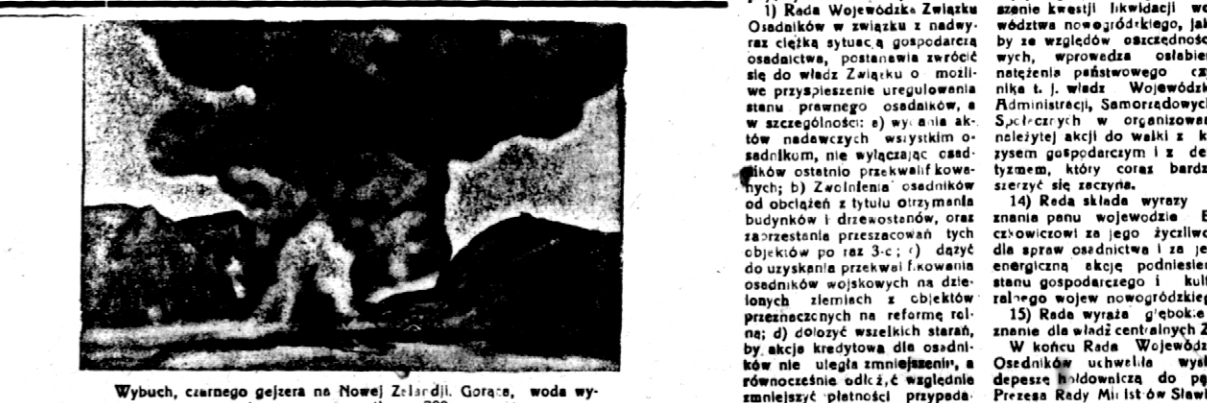 Wybuch, czarnego gejzera na Nowej Zelandji. Gorąca, woda wy-
1) Rada Wojewódzka Związku
Osadników w związku z nadwy-
raz ciężką sytuacją gospodarczą
osadnictwa, postanawia zwrócić
się do władz Związku o możli-
we przyspieszenie uregulowania
stanu prawnego osadników, a
w szczególności: a) wydania ak-
tów nadawczych wszystkim o-
sadnikom, nie wyłączając osad-
ników ostatnio przekwalifikowa-
nych; b) Zwolnienia osadników
od obciążeń z tytułu otrzymania
budynków i drzewostanów, oraz
zaprzestania przeszacowań tych
objektów po raz 3-c; c) dążyć
do uzyskania przekwalifikowania
osadników wojskowych na dzie-
lonych ziemiach z objektów
przeznaczonych na reformę rol-
ną; d) dołożyć wszelkich starań,
by akcja kredytowa dla osadni-
ków nie uległa zmniejszeniu, a
równocześnie odłożyć względnie
zmniejszyć płatności przypada-
szenie kwestji likwidacji wo
wództwa nowogródzkiego, jak
by ze względów oszczędnośc
wych, wprowadza osłabien
natężenia państwowego cz
nika t. j. władz Wojewódzk
Administracji, Samorządowyc
Społecznych w organizowan
należytej akcji do walki z k
zysem gospodarczym i z de
tyzmem, który coraz bardz
szerzyć się zaczyna.
14) Rada składa wyrazy
znania panu wojewodzie B
czkowiczowi za jego życzliwo
dla spraw osadnictwa i za je
energiczną akcję podniesien
stanu gospodarczego i kult
ralnego wojew nowogródzkieg
15) Rada wyraża głębokie
znanie dla władz centralnych Z
W końcu Rada Wojewódz
Osadników uchwaliła wysł
depeszę hołdowniczą do p
Prezesa Rady Ministrów Sław